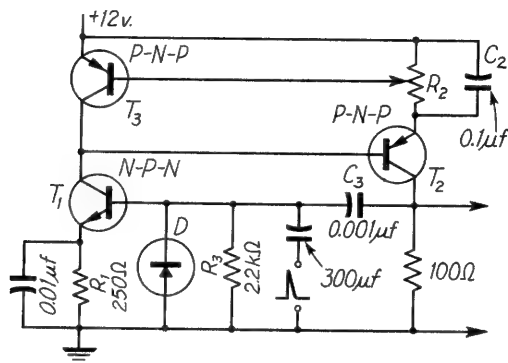 +12v.
P-N-P
C2
R2
T3
P-N-P
0.1µf
N-P-N
T2
T1
C3
D
0.001µf
R3
2.2kΩ
0.01µf
R1
250Ω
300µf
100Ω